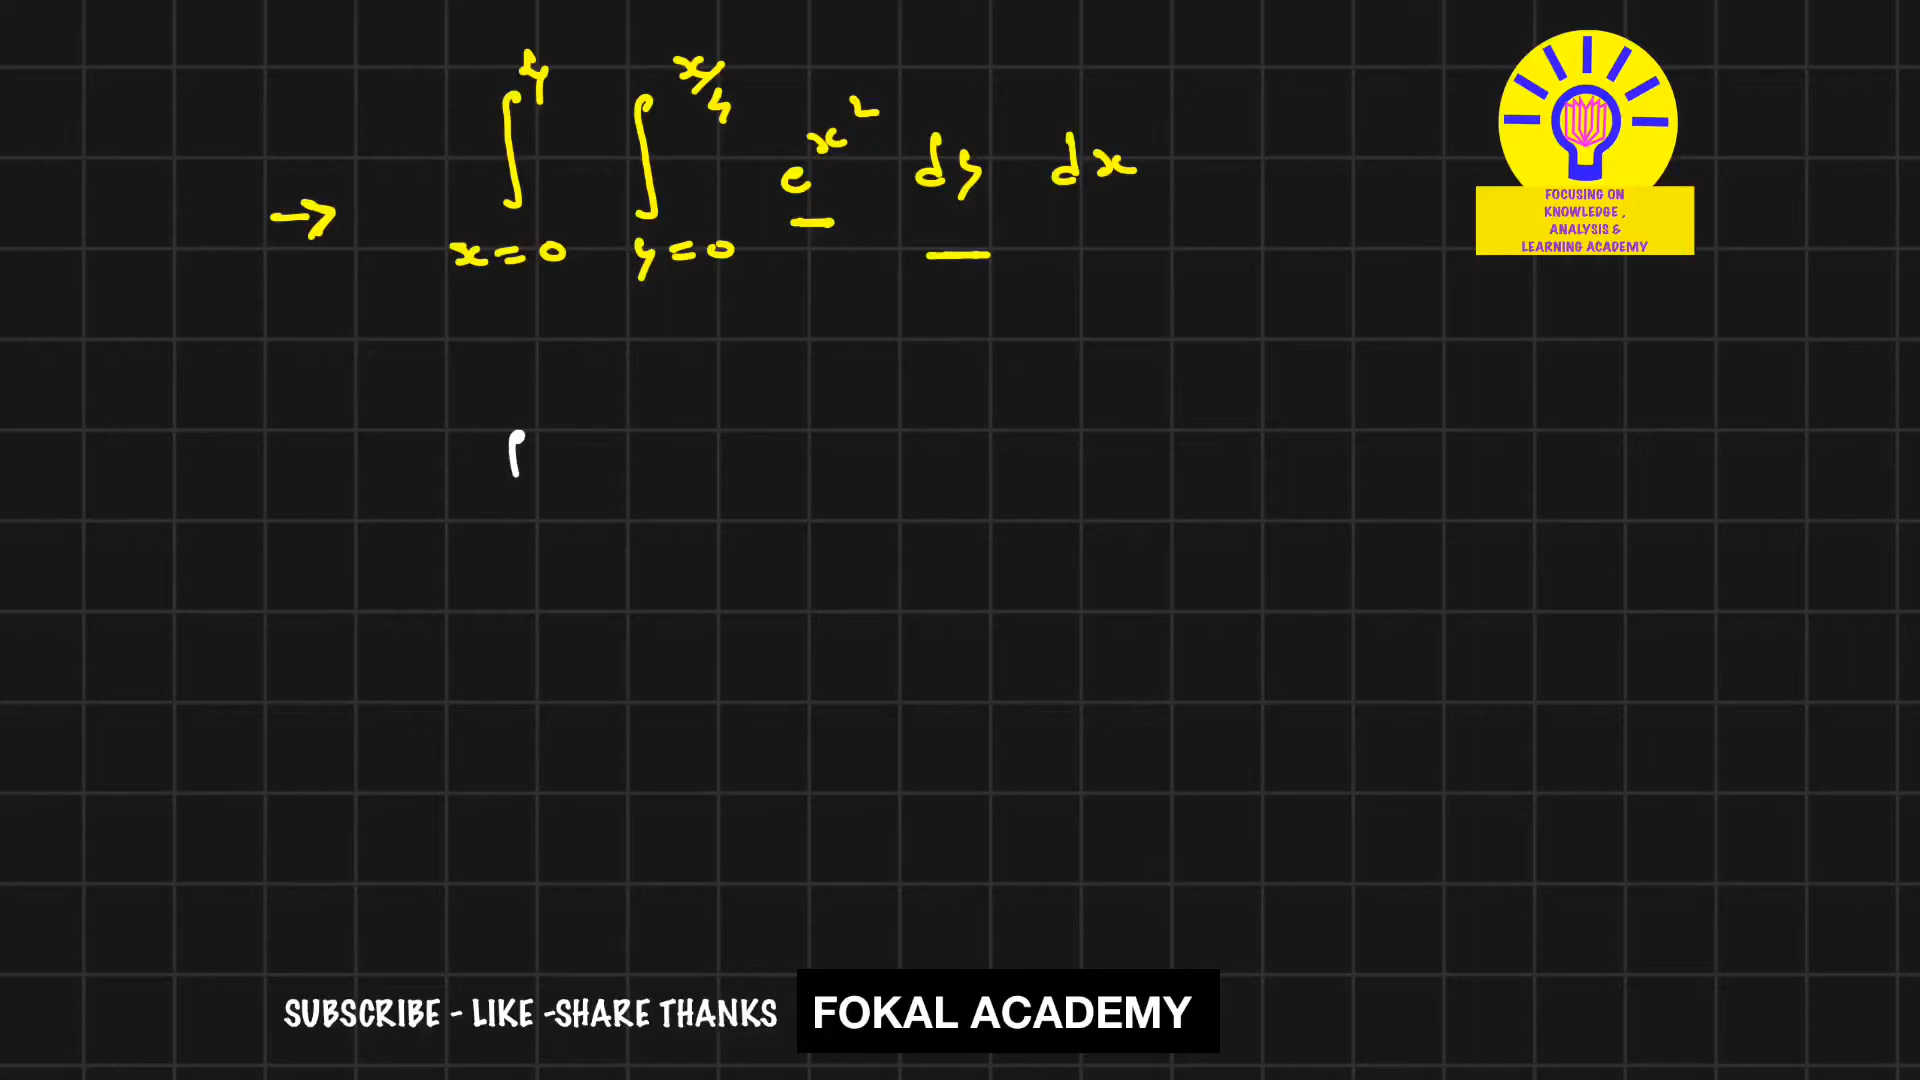 → ∫_{x=0}^{4} ∫_{y=0}^{x/4} e^{x^2} dy dx
FOCUSING ON
KNOWLEDGE ,
ANALYSIS &
LEARNING ACADEMY
SUBSCRIBE - LIKE -SHARE THANKS
FOKAL ACADEMY